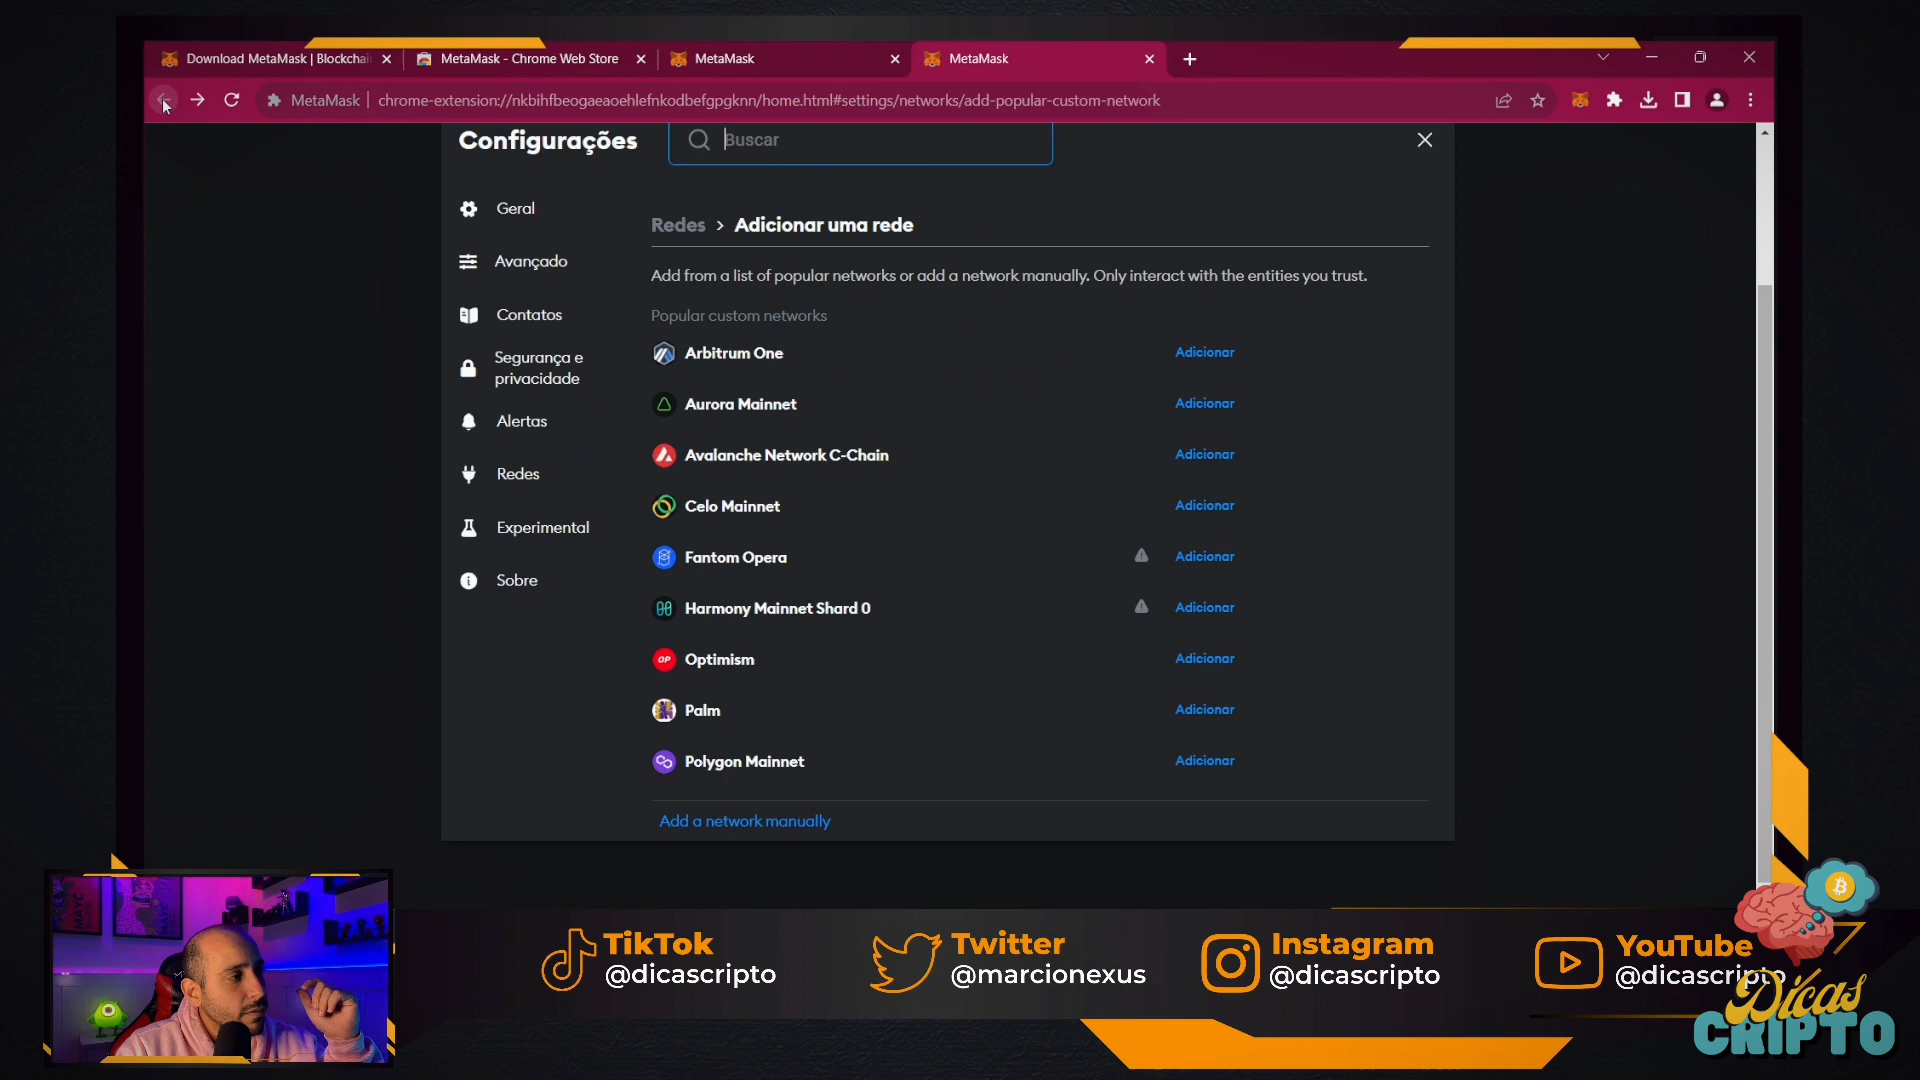 Download MetaMask | Blockchai
MetaMask - Chrome Web Store
MetaMask
MetaMask
MetaMask
chrome-extension://nkbihfbeogaeaoehlefnkodbefgpgknn/home.html#settings/networks/add-popular-custom-network
Configurações
Buscar
Geral
Avançado
Contatos
Segurança e
privacidade
Alertas
Redes
Experimental
Sobre
Redes > Adicionar uma rede
Add from a list of popular networks or add a network manually. Only interact with the entities you trust.
Popular custom networks
Arbitrum One
Adicionar
Aurora Mainnet
Adicionar
Avalanche Network C-Chain
Adicionar
Celo Mainnet
Adicionar
Fantom Opera
Adicionar
Harmony Mainnet Shard 0
Adicionar
OP
Optimism
Adicionar
Palm
Adicionar
Polygon Mainnet
Adicionar
Add a network manually
MAYC
TikTok
@dicascripto
Twitter
@marcionexus
Instagram
@dicascripto
YouTube
@dicascripto
Dicas
CRIPTO